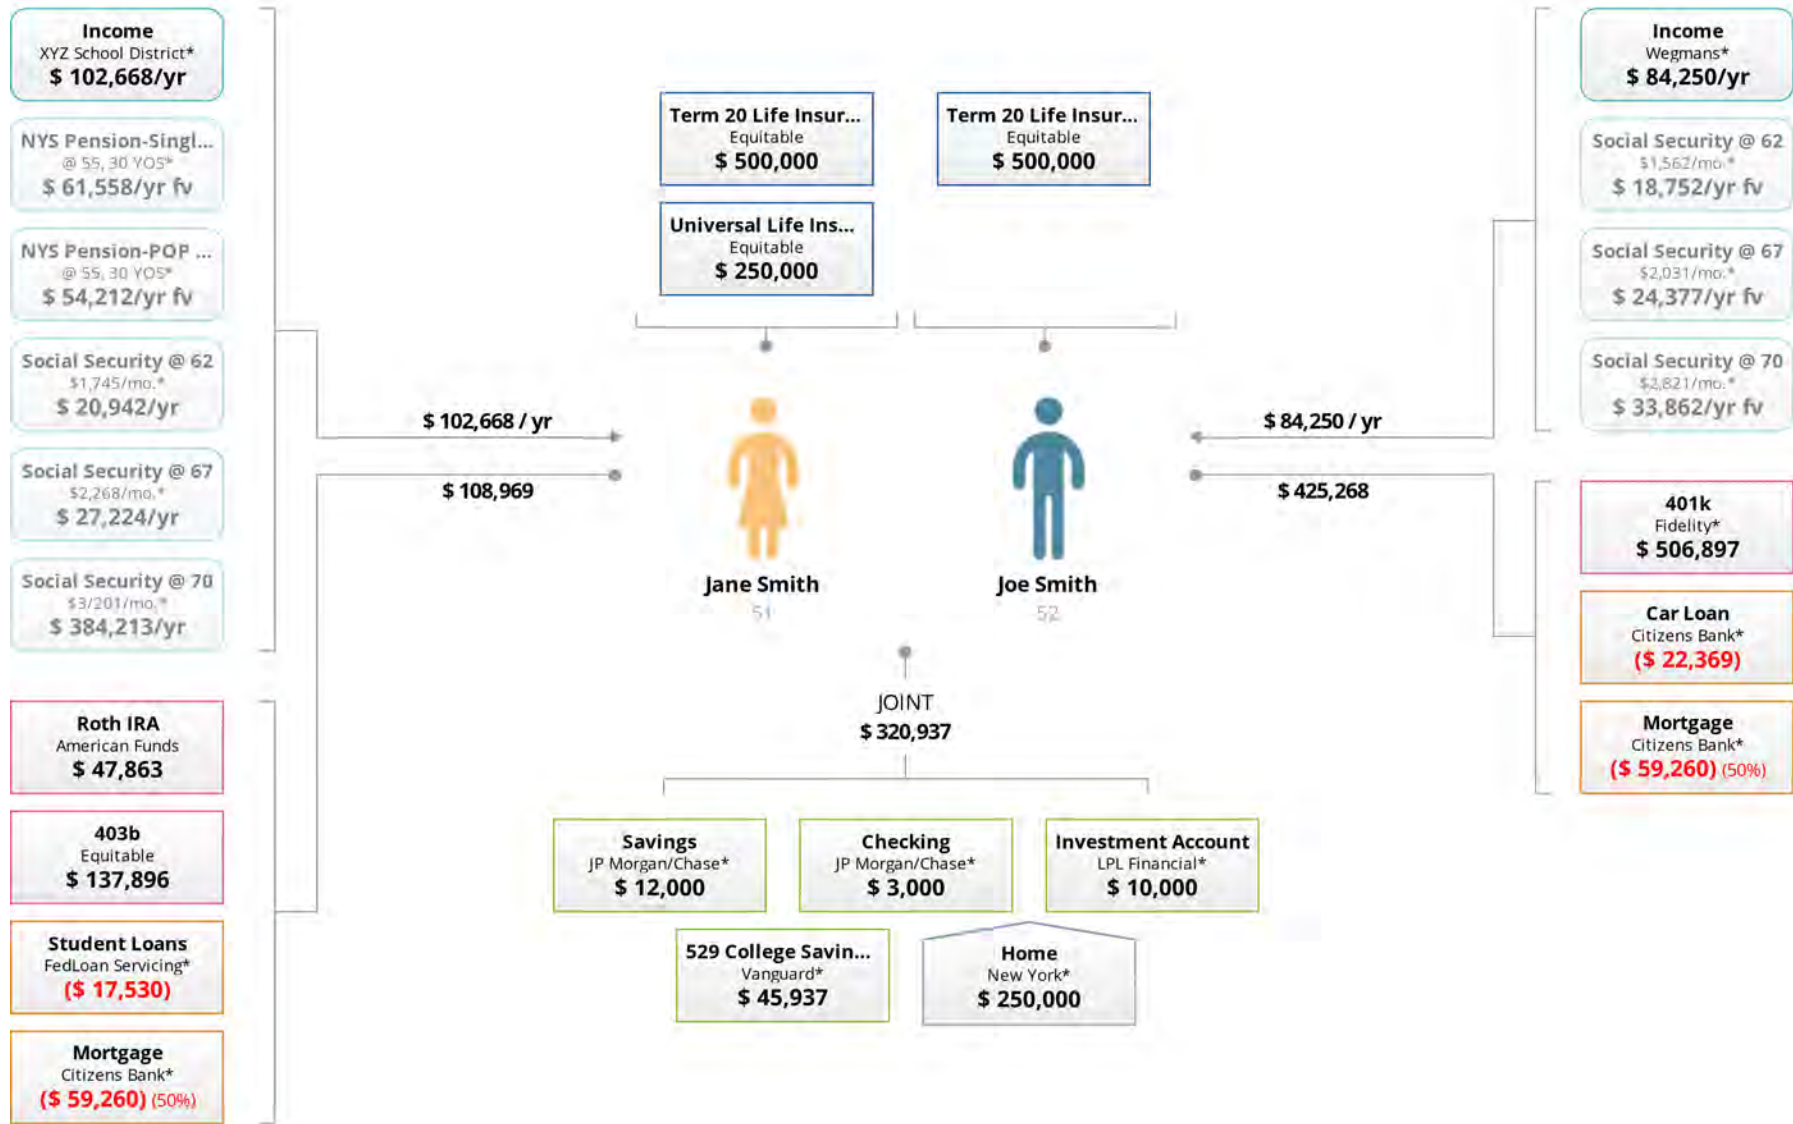 Income
XYZ School District*
$ 102,668/yr
NYS Pension-Singl...
@ 55, 30 YOS*
$ 61,558/yr fv
NYS Pension-POP ...
@ 55, 30 YOS*
$ 54,212/yr fv
Social Security @ 62
$1,745/mo.*
$ 20,942/yr
Social Security @ 67
$2,268/mo.*
$ 27,224/yr
Social Security @ 70
$3/201/mo.*
$ 384,213/yr
Roth IRA
American Funds
$ 47,863
403b
Equitable
$ 137,896
Student Loans
FedLoan Servicing*
($ 17,530)
Mortgage
Citizens Bank*
($ 59,260) (50%)
$ 102,668 / yr
$ 108,969
Term 20 Life Insur...
Equitable
$ 500,000
Universal Life Ins...
Equitable
$ 250,000
Term 20 Life Insur...
Equitable
$ 500,000
Jane Smith
51
Joe Smith
52
JOINT
$ 320,937
Savings
JP Morgan/Chase*
$ 12,000
Checking
JP Morgan/Chase*
$ 3,000
Investment Account
LPL Financial*
$ 10,000
529 College Savin...
Vanguard*
$ 45,937
Home
New York*
$ 250,000
$ 84,250 / yr
$ 425,268
Income
Wegmans*
$ 84,250/yr
Social Security @ 62
$1,562/mo.*
$ 18,752/yr fv
Social Security @ 67
$2,031/mo.*
$ 24,377/yr fv
Social Security @ 70
$2,821/mo.*
$ 33,862/yr fv
401k
Fidelity*
$ 506,897
Car Loan
Citizens Bank*
($ 22,369)
Mortgage
Citizens Bank*
($ 59,260) (50%)